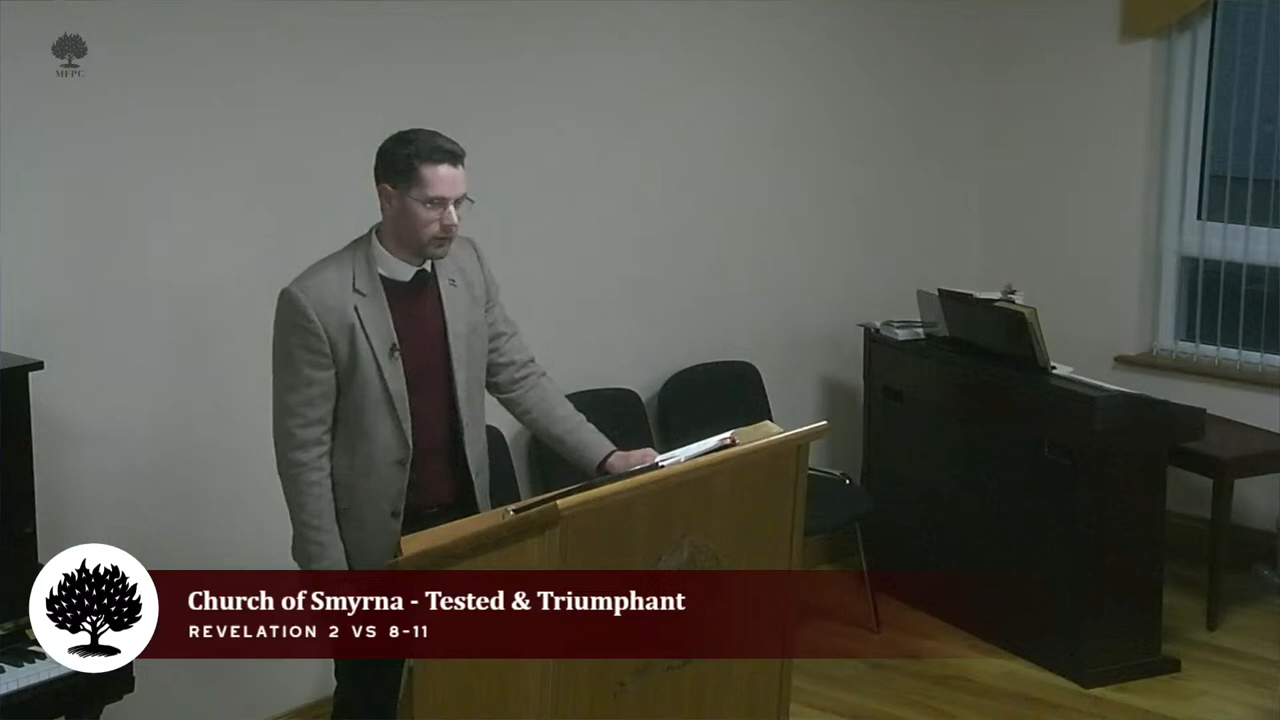 MFPC
Church of Smyrna - Tested & Triumphant
REVELATION 2 VS 8-11